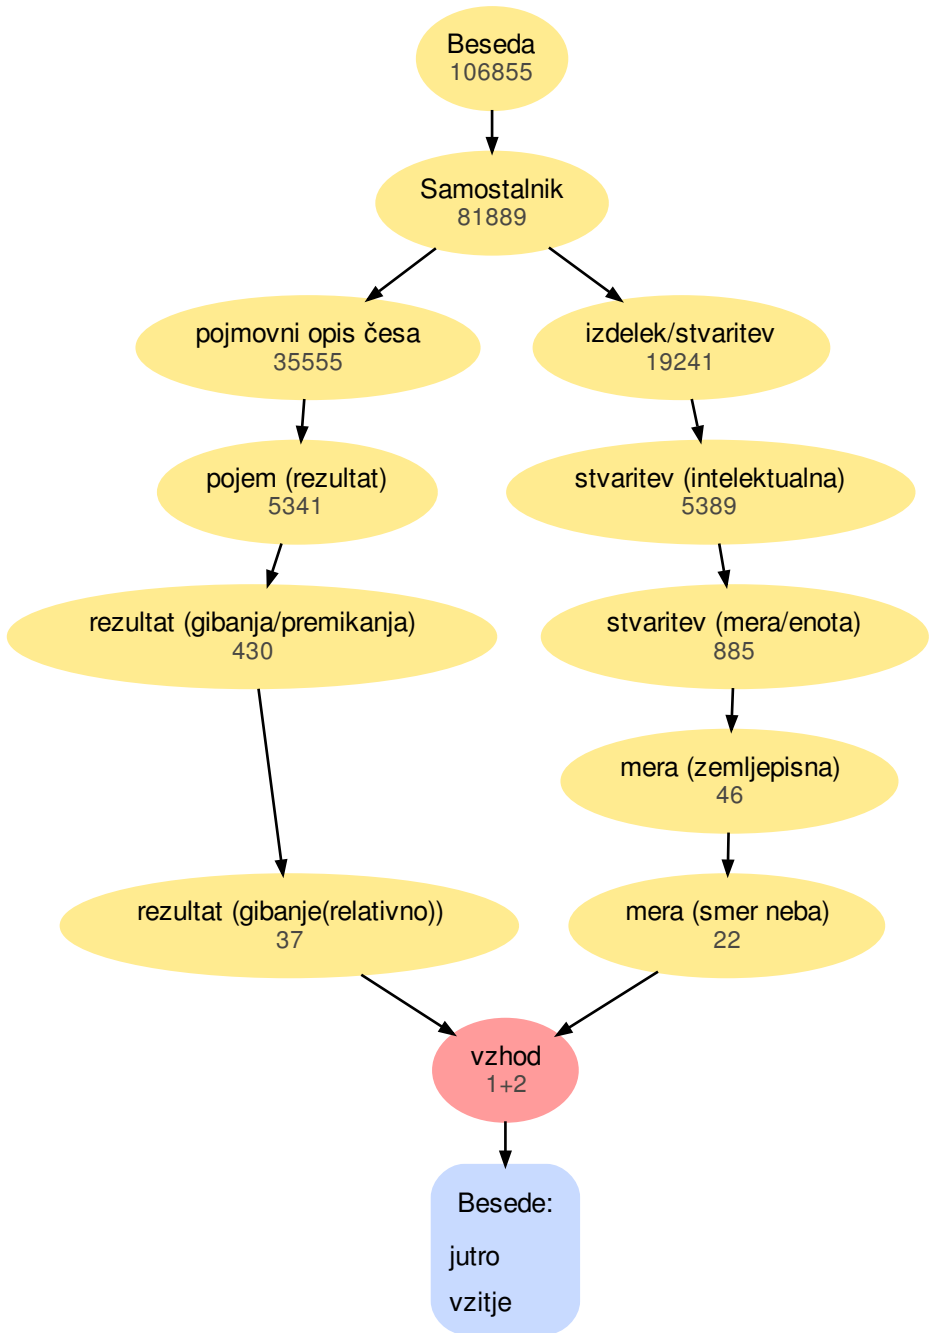 Beseda
106855
Samostalnik
81889
pojmovni opis česa
35555
izdelek/stvaritev
19241
pojem (rezultat)
5341
stvaritev (intelektualna)
5389
rezultat (gibanja/premikanja)
430
stvaritev (mera/enota)
885
mera (zemljepisna)
46
rezultat (gibanje(relativno))
37
mera (smer neba)
22
vzhod
1+2
Besede:
jutro
vzitje